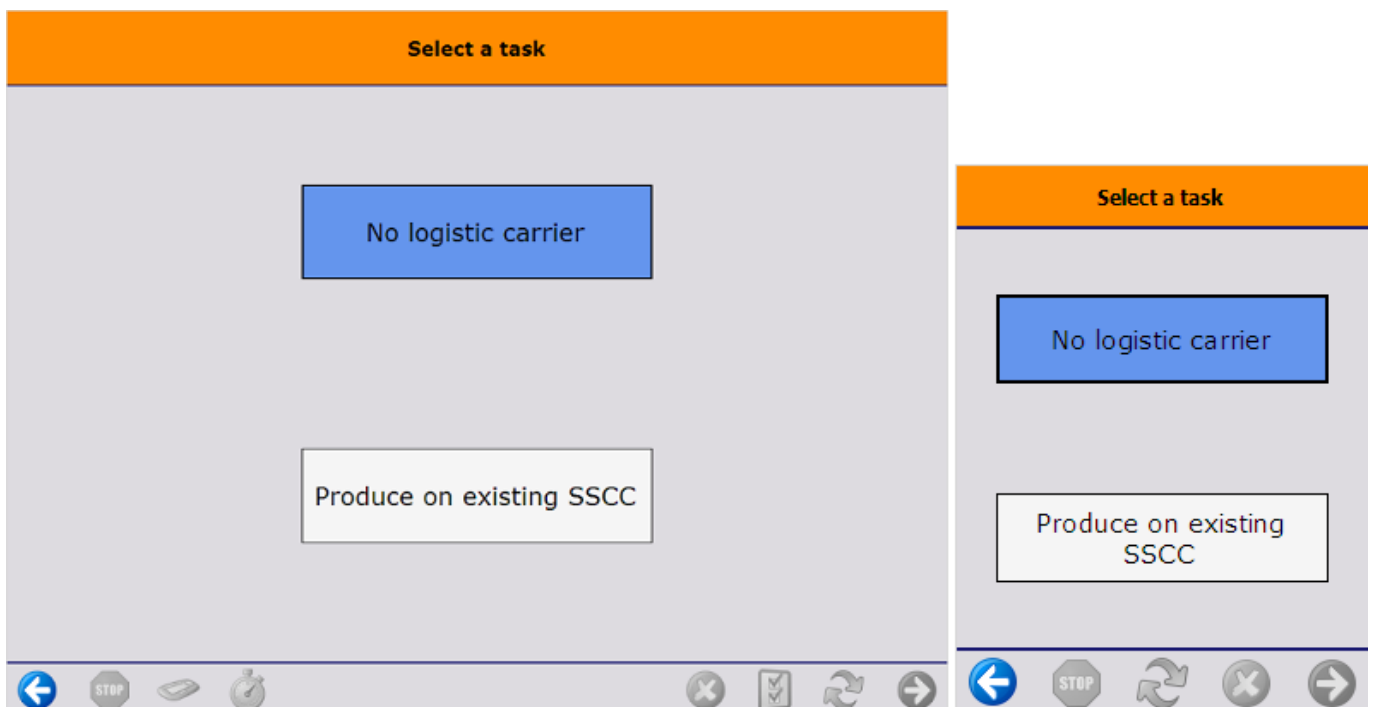 Select a task
No logistic carrier
Produce on existing SSCC
STOP
Select a task
No logistic carrier
Produce on existing
SSCC
STOP